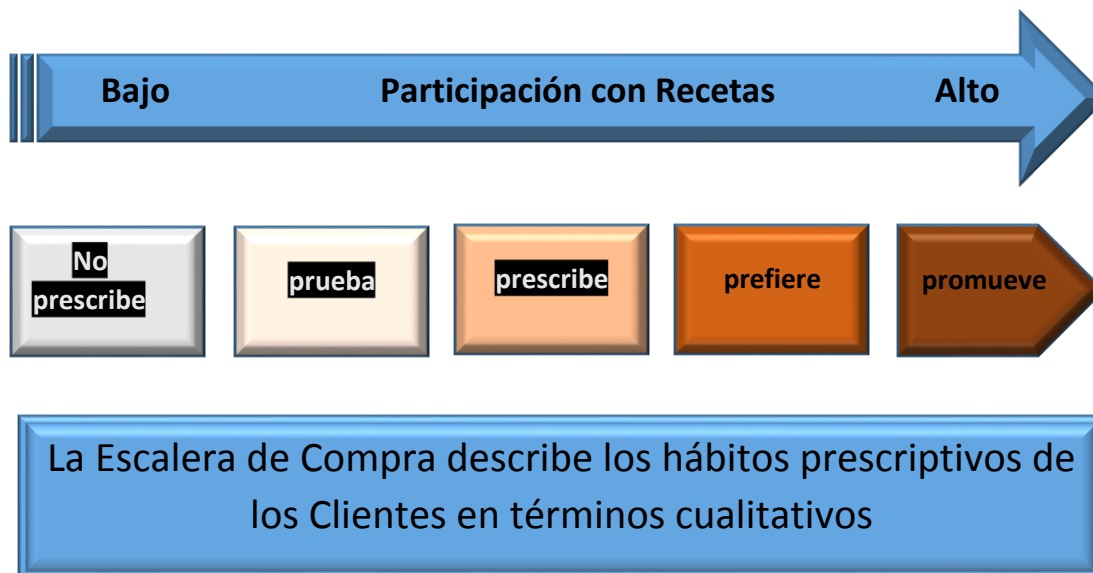 Bajo Participación con Recetas Alto
No
prescribe
prueba
prescribe
prefiere
promueve
La Escalera de Compra describe los hábitos prescriptivos de
los Clientes en términos cualitativos